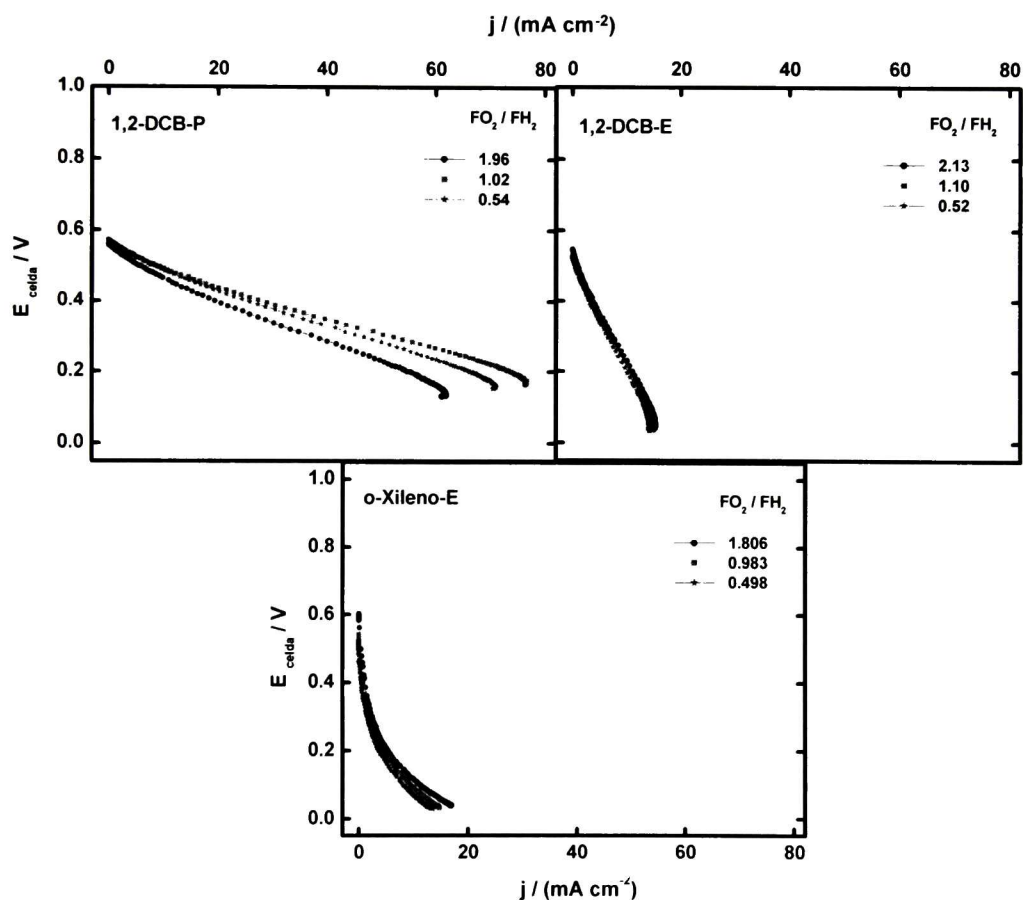 j / (mA cm-2)
0 20 40 60 80 0 20 40 60 80
1.0
0.8
0.6
0.4
0.2
0.0
E celda / V
1,2-DCB-P
FO2 / FH2
1.96
1.02
0.54
1,2-DCB-E
FO2 / FH2
2.13
1.10
0.52
1.0
0.8
0.6
0.4
0.2
0.0
E celda / V
o-Xileno-E
FO2 / FH2
1.806
0.983
0.498
0 20 40 60 80
j / (mA cm-2)